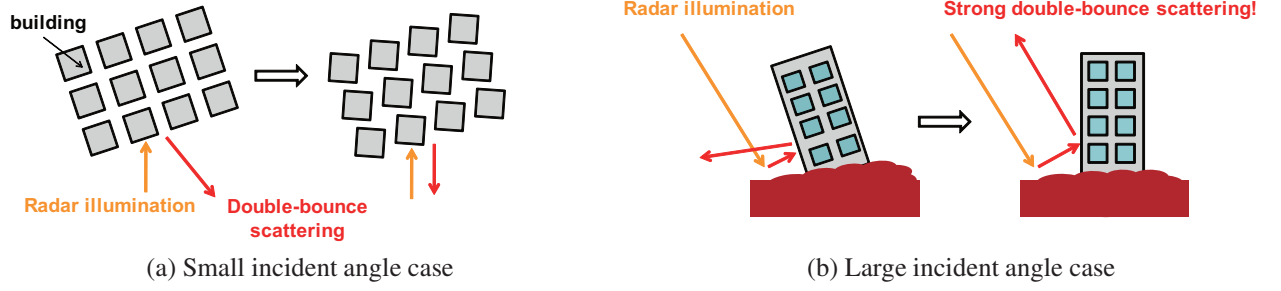 building
Radar illumination
Double-bounce
scattering
(a) Small incident angle case
Radar illumination
Strong double-bounce scattering!
(b) Large incident angle case